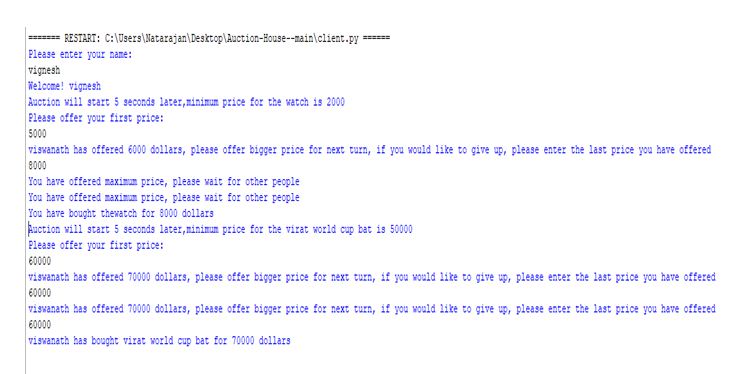 ======= RESTART: C:\Users\Natarajan\Desktop\Auction-House--main\client.py ======
Please enter your name:
vignesh
Welcome! vignesh
Auction will start 5 seconds later,minimum price for the watch is 2000
Please offer your first price:
5000
viswanath has offered 6000 dollars, please offer bigger price for next turn, if you would like to give up, please enter the last price you have offered
8000
You have offered maximum price, please wait for other people
You have offered maximum price, please wait for other people
You have bought thewatch for 8000 dollars
Auction will start 5 seconds later,minimum price for the virat world cup bat is 50000
Please offer your first price:
60000
viswanath has offered 70000 dollars, please offer bigger price for next turn, if you would like to give up, please enter the last price you have offered
60000
viswanath has offered 70000 dollars, please offer bigger price for next turn, if you would like to give up, please enter the last price you have offered
60000
viswanath has bought virat world cup bat for 70000 dollars